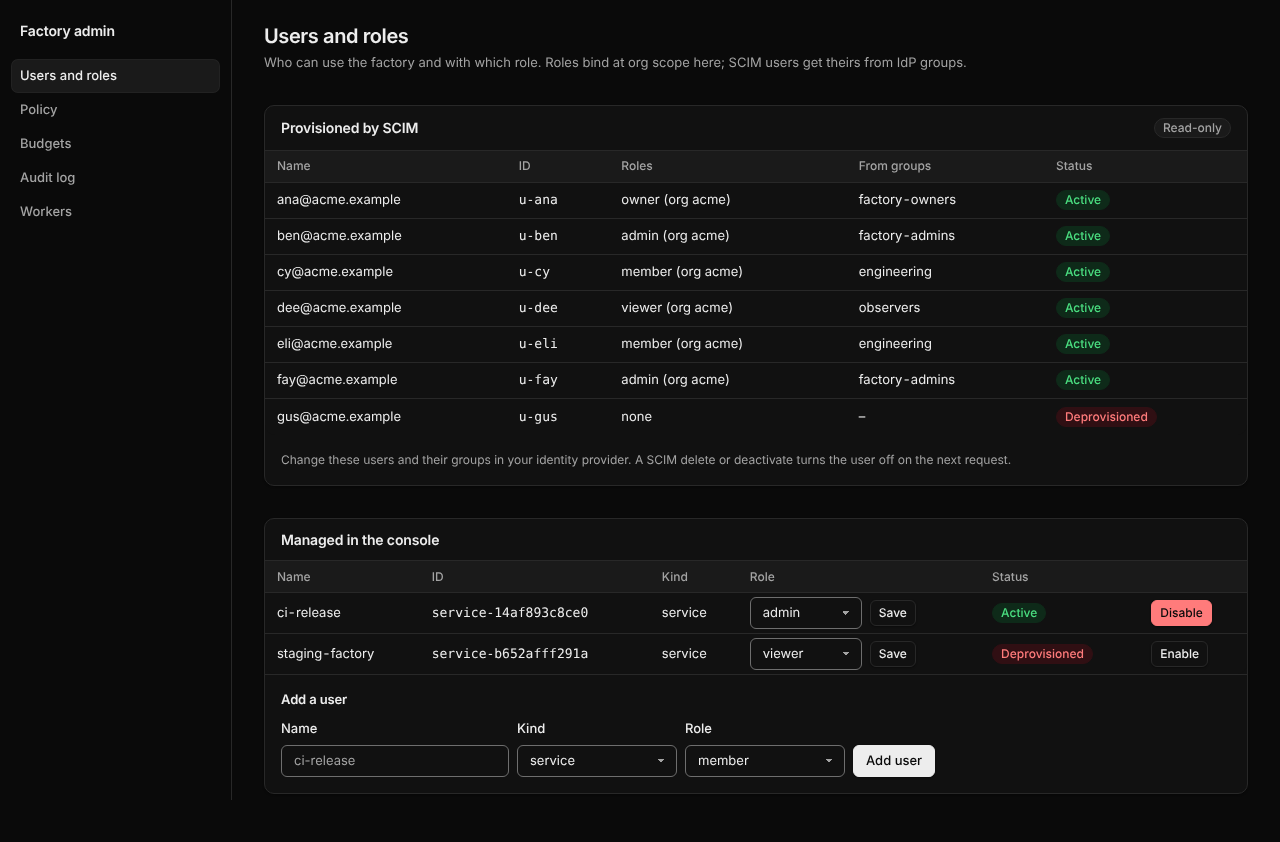 Factory admin
Users and roles
Policy
Budgets
Audit log
Workers
Users and roles
Who can use the factory and with which role. Roles bind at org scope here; SCIM users get theirs from IdP groups.
Provisioned by SCIM Read-only
Name ID Roles From groups Status
ana@acme.example u-ana owner (org acme) factory-owners Active
ben@acme.example u-ben admin (org acme) factory-admins Active
cy@acme.example u-cy member (org acme) engineering Active
dee@acme.example u-dee viewer (org acme) observers Active
eli@acme.example u-eli member (org acme) engineering Active
fay@acme.example u-fay admin (org acme) factory-admins Active
gus@acme.example u-gus none – Deprovisioned
Change these users and their groups in your identity provider. A SCIM delete or deactivate turns the user off on the next request.
Managed in the console
Name ID Kind Role Status
ci-release service-14af893c8ce0 service admin Save Active Disable
staging-factory service-b652afff291a service viewer Save Deprovisioned Enable
Add a user
Name Kind Role
ci-release service member Add user